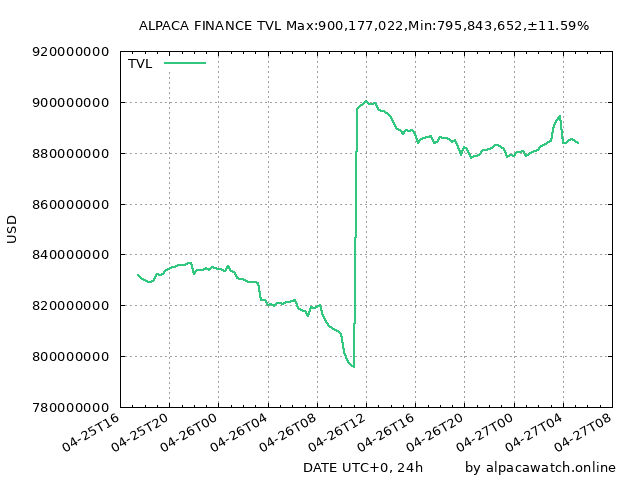 ALPACA FINANCE TVL Max:900,177,022,Min:795,843,652,±11.59%
TVL
920000000
900000000
880000000
860000000
840000000
820000000
800000000
780000000
USD
04-25T16
04-25T20
04-26T00
04-26T04
04-26T08
04-26T12
04-26T16
04-26T20
04-27T00
04-27T04
04-27T08
DATE UTC+0, 24h
by alpacawatch.online